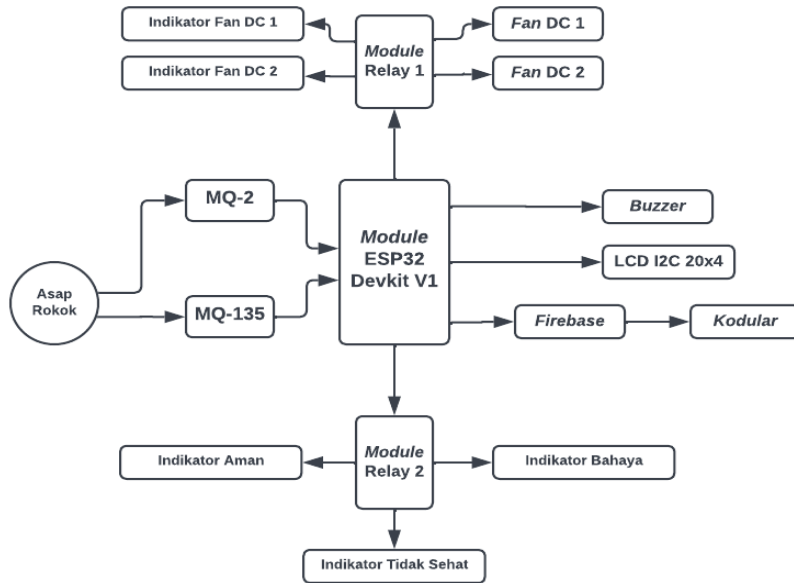 Indikator Fan DC 1
Module
Relay 1
Fan DC 1
Indikator Fan DC 2
Fan DC 2
MQ-2
Module
ESP32
Devkit V1
Buzzer
LCD I2C 20x4
Asap
Rokok
MQ-135
Firebase
Kodular
Indikator Aman
Module
Relay 2
Indikator Bahaya
Indikator Tidak Sehat